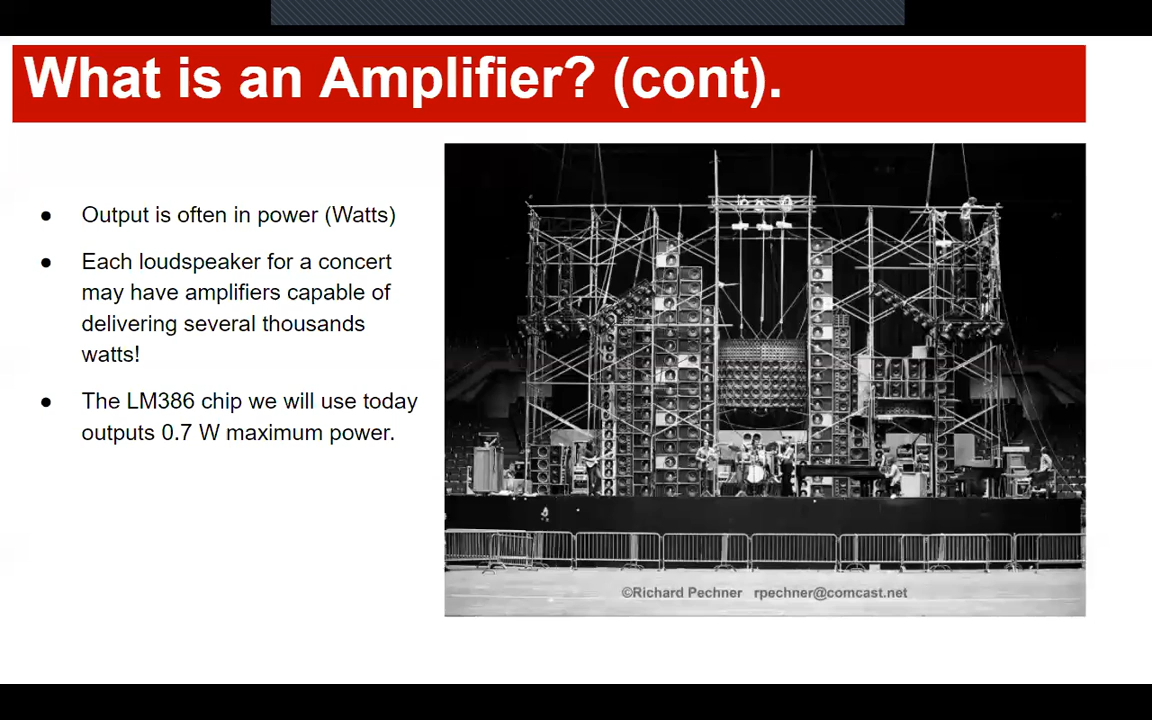 What is an Amplifier? (cont).
● Output is often in power (Watts)
● Each loudspeaker for a concert
may have amplifiers capable of
delivering several thousands
watts!
● The LM386 chip we will use today
outputs 0.7 W maximum power.
©Richard Pechner rpechner@comcast.net